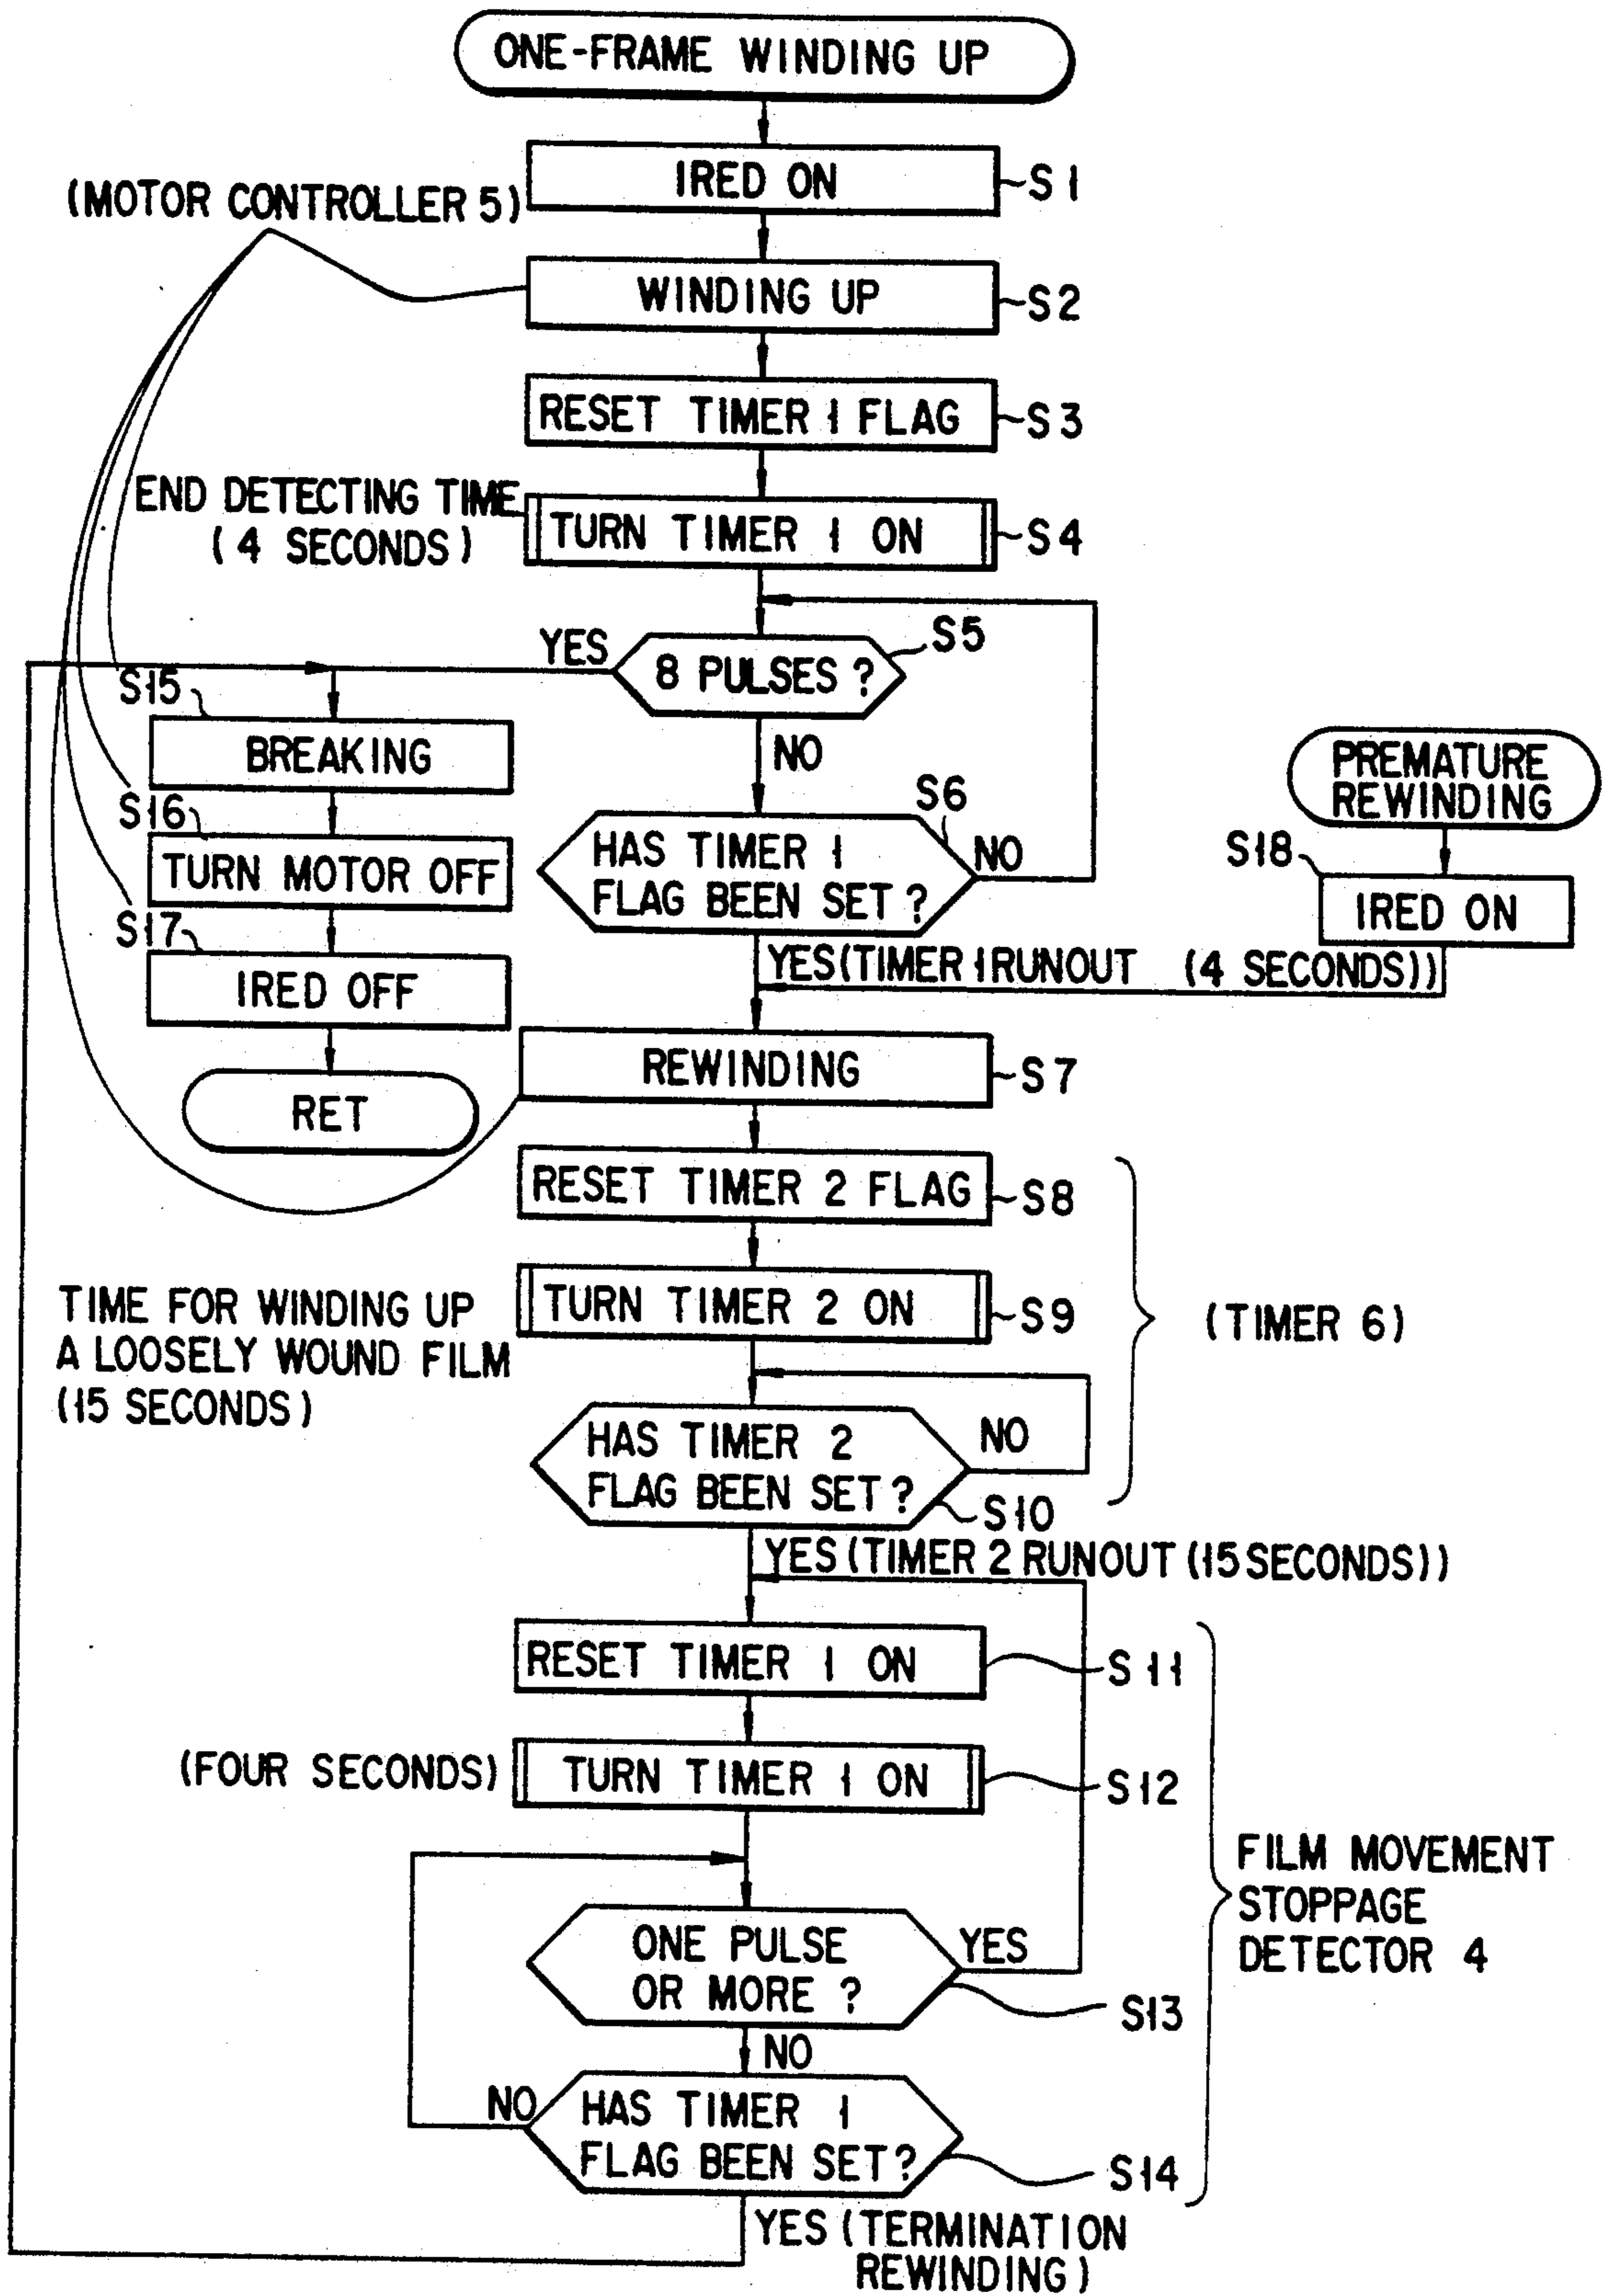 ONE-FRAME WINDING UP
IRED ON
S1
(MOTOR CONTROLLER 5)
WINDING UP
S2
RESET TIMER 1 FLAG
S3
END DETECTING TIME
(4 SECONDS)
TURN TIMER 1 ON
S4
YES
8 PULSES ?
S5
NO
S15
BREAKING
S16
TURN MOTOR OFF
S17
IRED OFF
RET
S6
HAS TIMER 1
FLAG BEEN SET ?
NO
PREMATURE
REWINDING
S18
IRED ON
YES (TIMER 1 RUNOUT (4 SECONDS))
REWINDING
S7
RESET TIMER 2 FLAG
S8
TIME FOR WINDING UP
A LOOSELY WOUND FILM
(15 SECONDS)
TURN TIMER 2 ON
S9
(TIMER 6)
HAS TIMER 2
FLAG BEEN SET ?
NO
S10
YES (TIMER 2 RUNOUT (15 SECONDS))
RESET TIMER 1 ON
S11
(FOUR SECONDS)
TURN TIMER 1 ON
S12
FILM MOVEMENT
STOPPAGE
DETECTOR 4
ONE PULSE
OR MORE ?
YES
S13
NO
NO
HAS TIMER 1
FLAG BEEN SET?
S14
YES (TERMINATION
REWINDING)